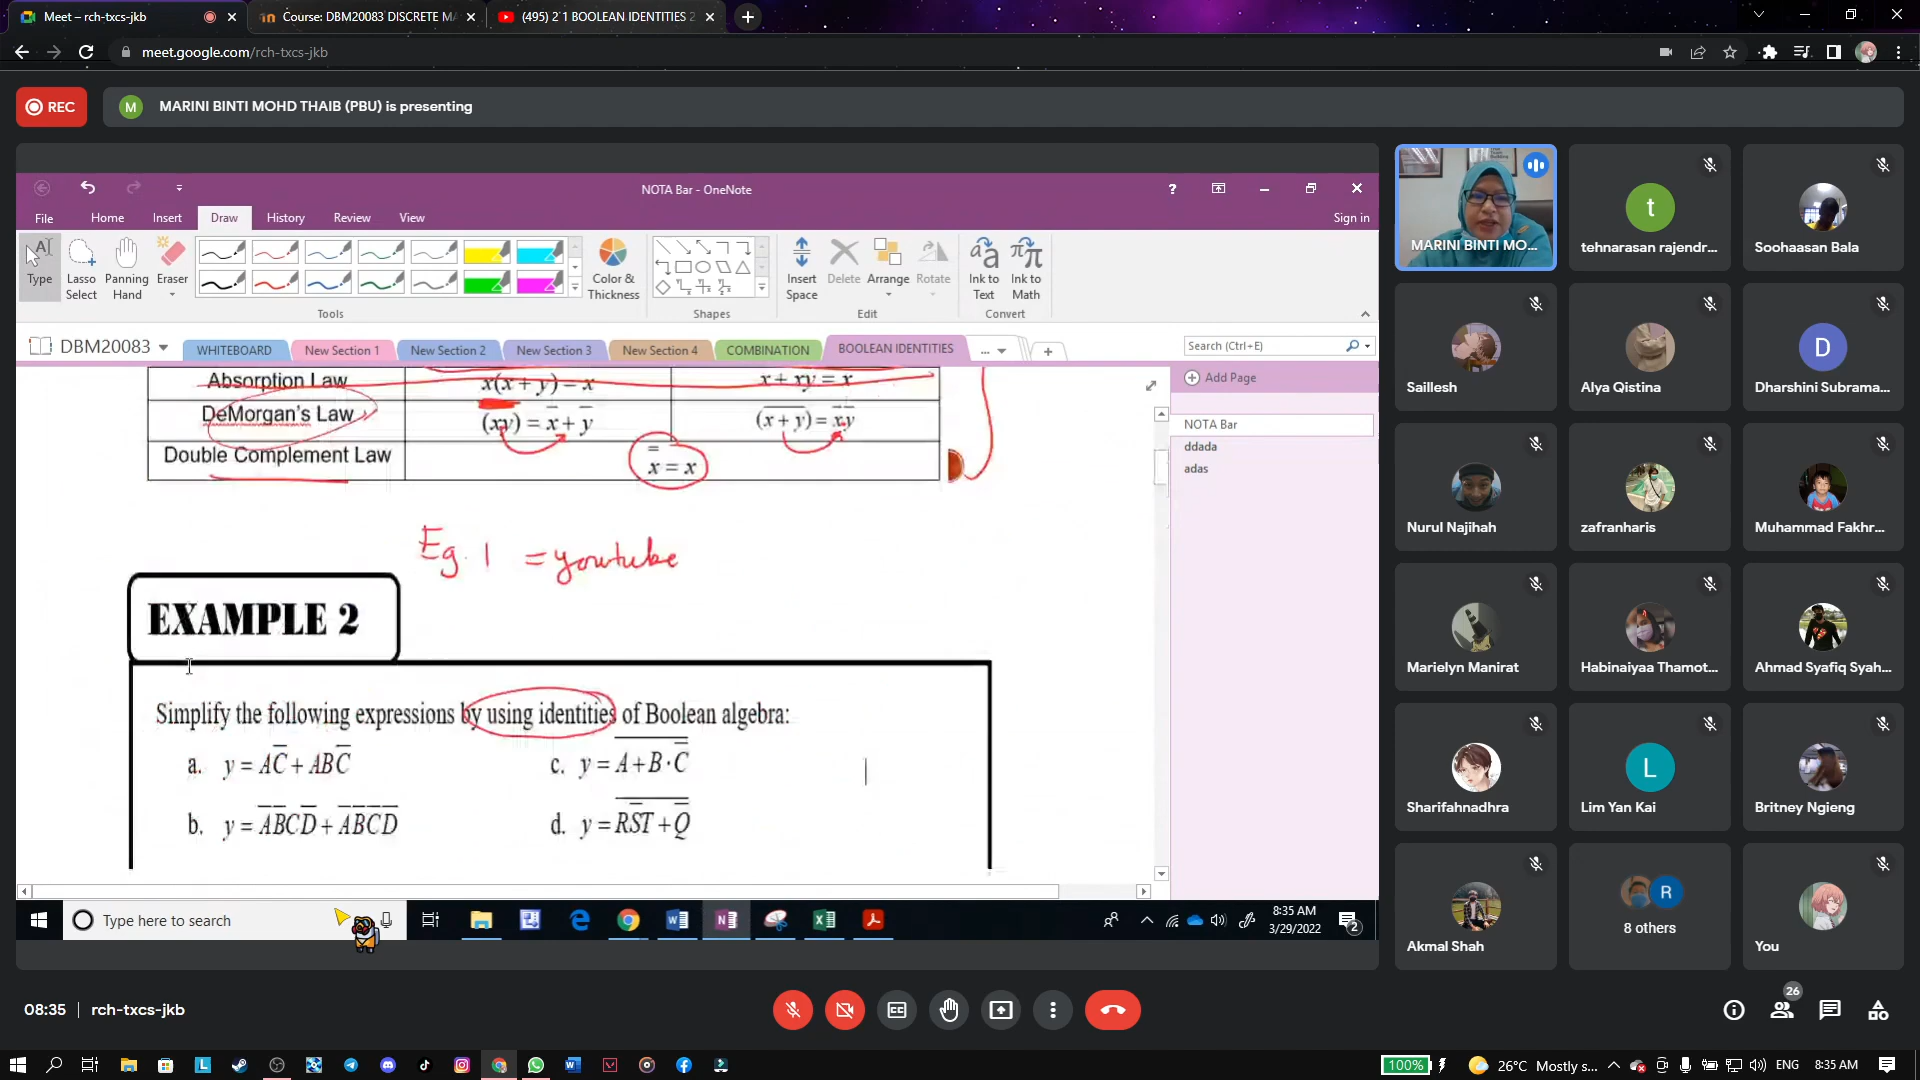 Meet – rch-txcs-jkb
Course: DBM20083 DISCRETE MA
(495) 2 1 BOOLEAN IDENTITIES 2
meet.google.com/rch-txcs-jkb
REC
M
MARINI BINTI MOHD THAIB (PBU) is presenting
NOTA Bar - OneNote
File
Home
Insert
Draw
History
Review
View
Sign in
Type
Lasso Select
Panning Hand
Eraser
Color & Thickness
Insert Space
Delete
Arrange
Rotate
Ink to Text
Ink to Math
Tools
Shapes
Edit
Convert
DBM20083
WHITEBOARD
New Section 1
New Section 2
New Section 3
New Section 4
COMBINATION
BOOLEAN IDENTITIES
...
Search (Ctrl+E)
Add Page
NOTA Bar
ddada
adas
Absorption Law x(x + y) = x x + xy = x
DeMorgan's Law (x̅y̅) = x̅ + y̅ (x̅ ̅+̅ ̅y̅) = x̅ y̅
Double Complement Law x̿ = x
Eg. 1 = youtube
EXAMPLE 2
Simplify the following expressions by using identities of Boolean algebra:
a. y = AC̅ + ABC̅
c. y = A̅ ̅+̅ ̅B̅ ̅·̅ ̅C̿
b. y = A̅B̅CD̅ + A̅B̅C̅D̅
d. y = R̅S̿T̅ ̅+̅ ̅Q̿
Type here to search
8:35 AM
3/29/2022
2
MARINI BINTI MO...
t
tehnarasan rajendr...
Soohaasan Bala
Saillesh
Alya Qistina
D
Dharshini Subrama...
Nurul Najihah
zafranharis
Muhammad Fakhr...
Marielyn Manirat
Habinaiyaa Thamot...
Ahmad Syafiq Syah...
Sharifahnadhra
L
Lim Yan Kai
Britney Ngieng
Akmal Shah
R
8 others
You
08:35 | rch-txcs-jkb
26
100%
26°C Mostly s...
ENG
8:35 AM